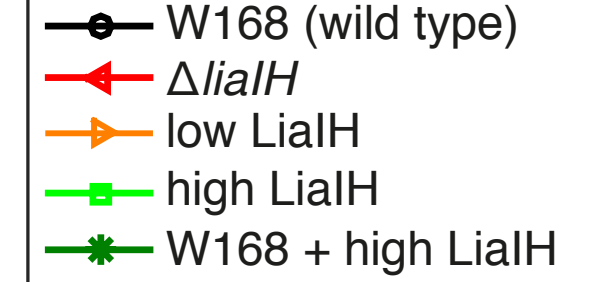 W168 (wild type)
ΔliaIH
low LiaIH
high LiaIH
W168 + high LiaIH